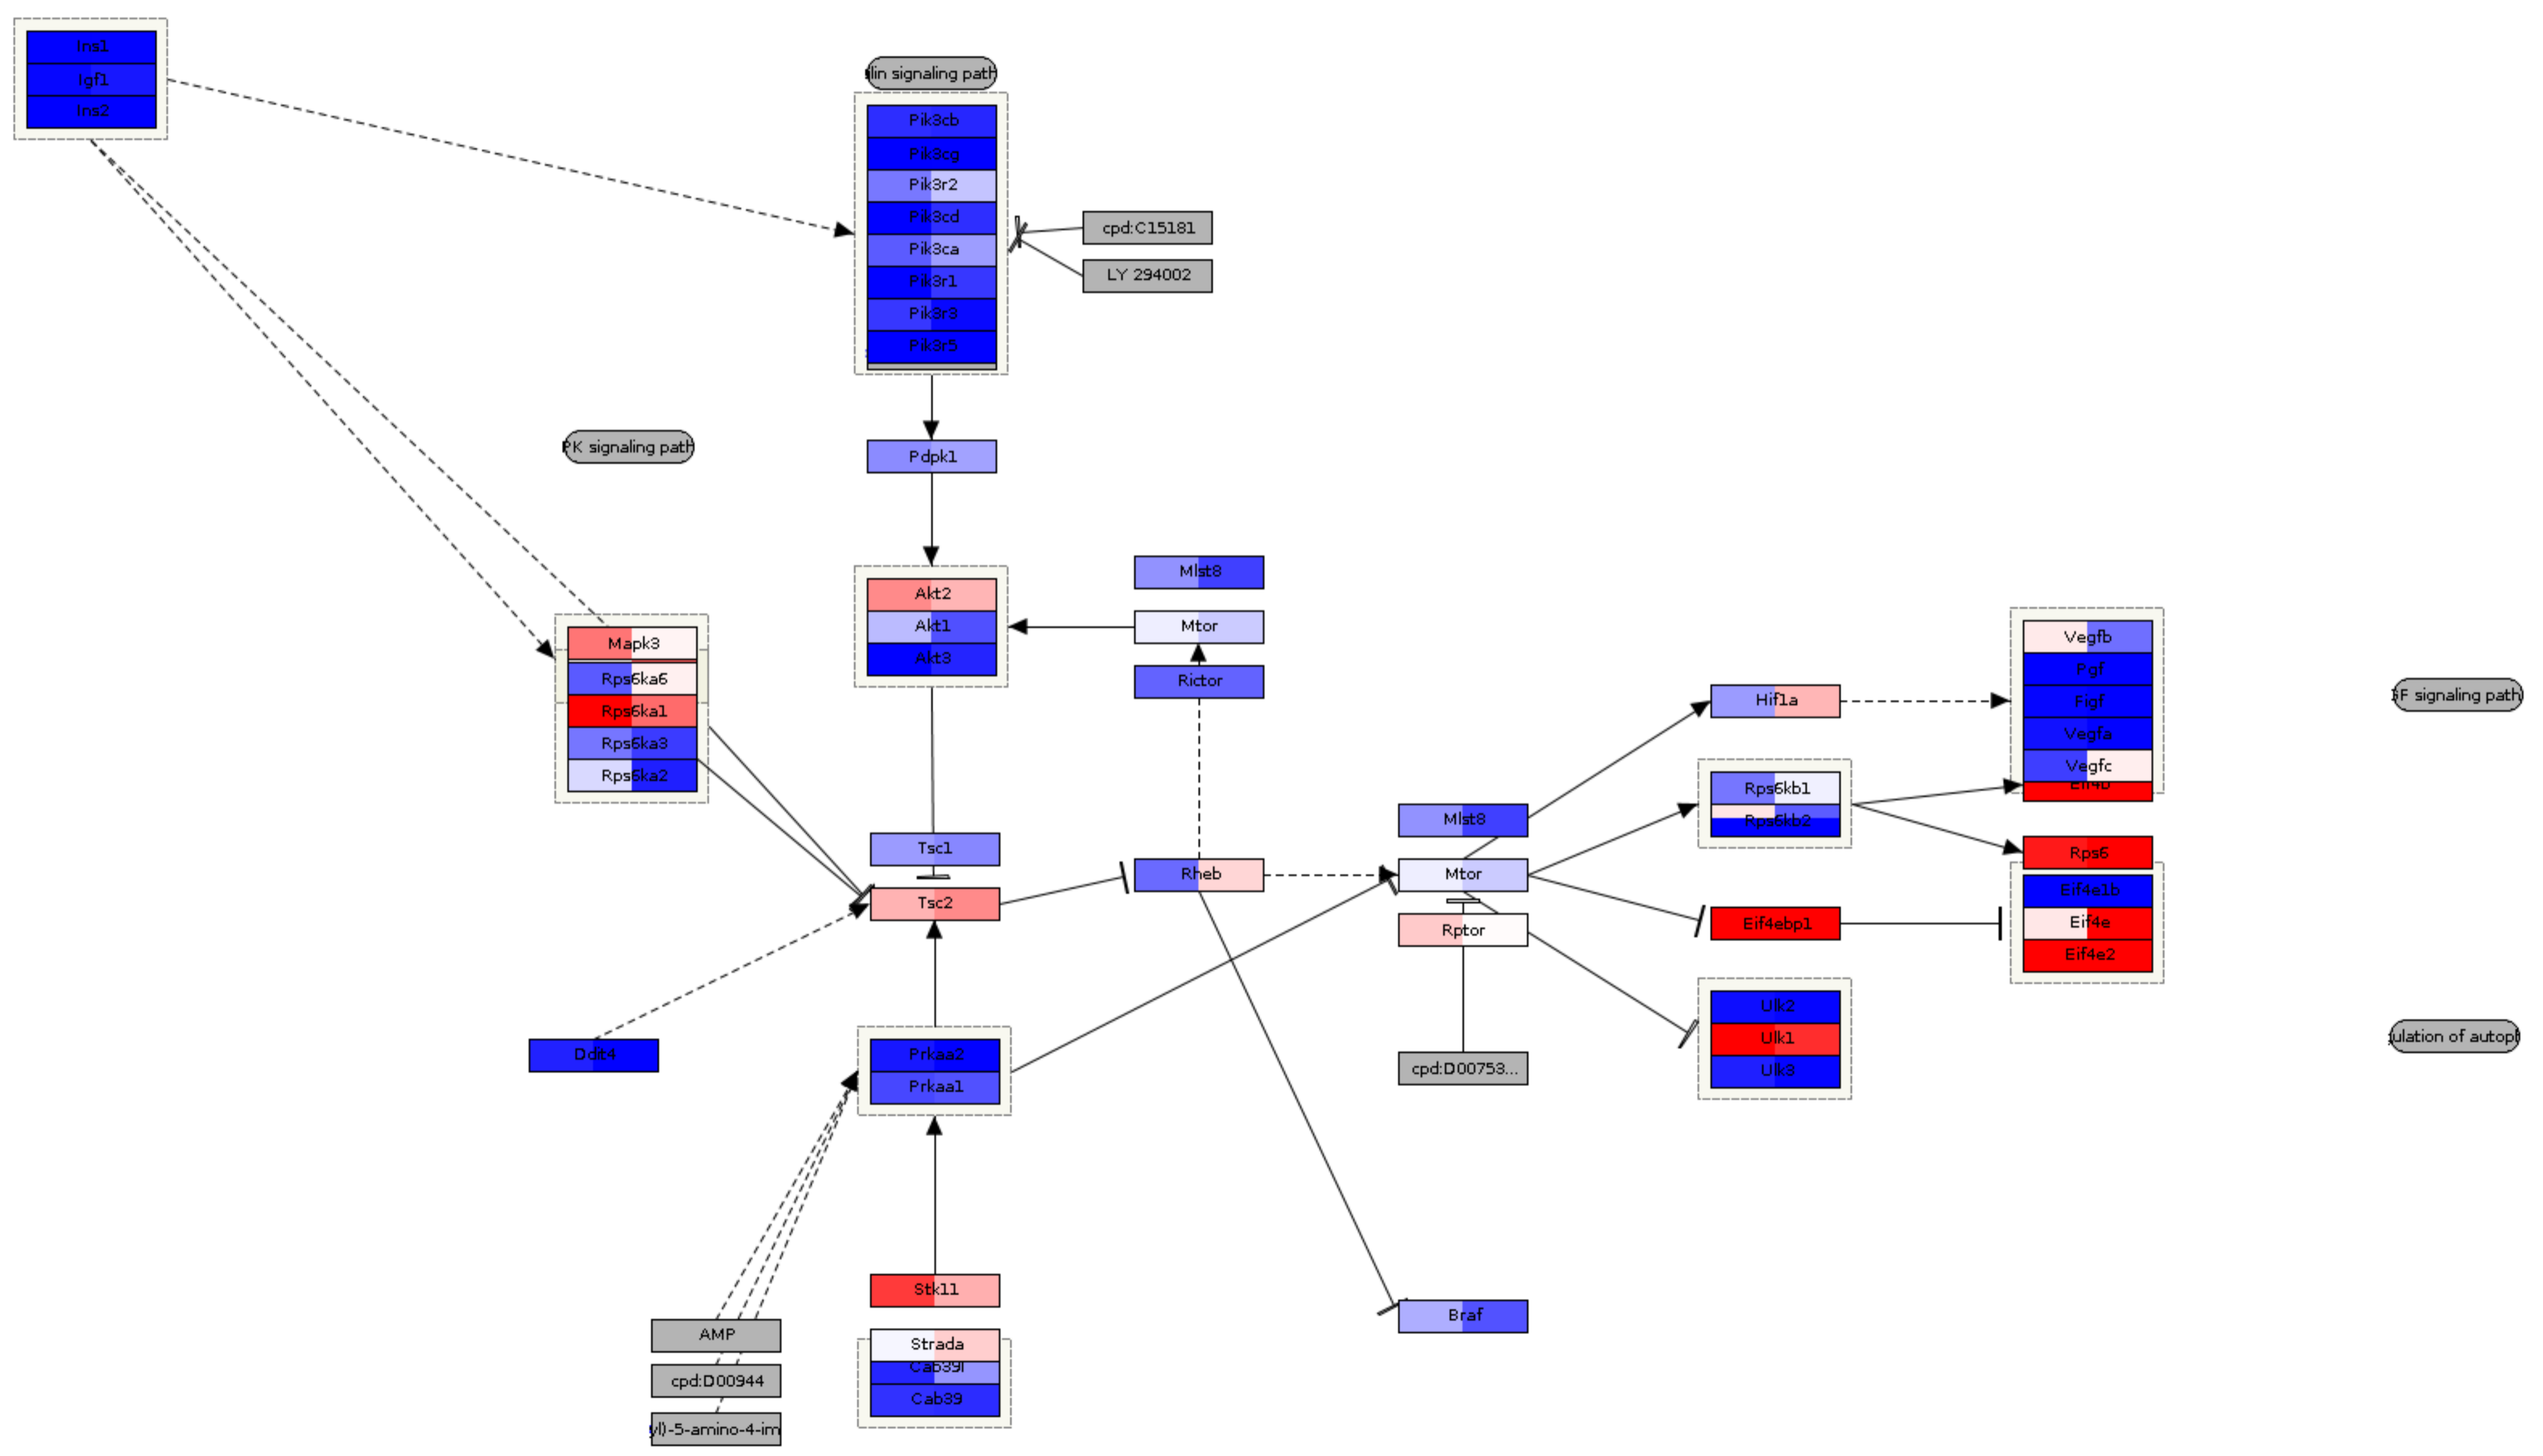 Ins1
Igf1
Ins2
lin signaling path
Pik3cb
Pik3cg
Pik3r2
Pik3cd
Pik3ca
Pik3r1
Pik3r3
Pik3r5
cpd:C15181
LY 294002
PK signaling path
Pdpk1
Akt2
Akt1
Akt3
Mlst8
Mtor
Rictor
Mapk3
Rps6ka6
Rps6ka1
Rps6ka3
Rps6ka2
Tsc1
Tsc2
Rheb
Mlst8
Mtor
Rptor
cpd:D00753...
Hif1a
Rps6kb1
Rps6kb2
Eif4ebp1
Ulk2
Ulk1
Ulk3
Vegfb
Pgf
Figf
Vegfa
Vegfc
Eif4b
Rps6
Eif4e1b
Eif4e
Eif4e2
GF signaling path
ulation of autoph
Ddit4
Prkaa2
Prkaa1
Stk11
Strada
Cab39l
Cab39
Braf
AMP
cpd:D00944
yl)-5-amino-4-im